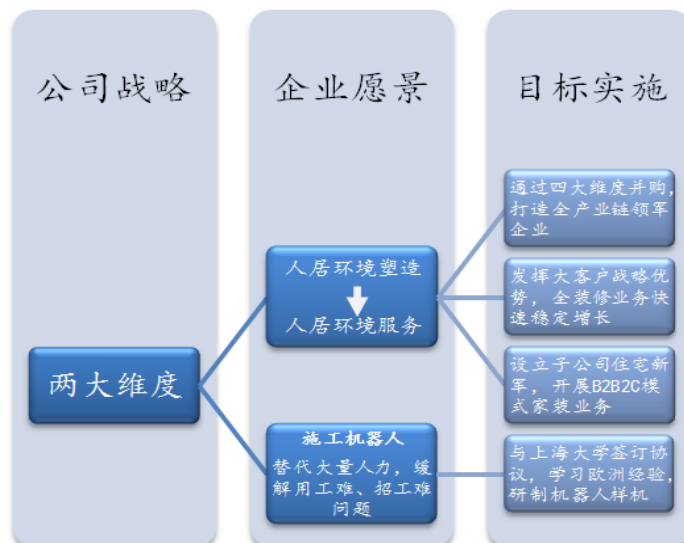 公司战略
企业愿景
目标实施
两大维度
人居环境塑造
人居环境服务
施工机器人
替代大量人力，缓
解用工难、招工难
问题
通过四大维度并购，
打造全产业链领军
企业
发挥大客户战略优
势，全装修业务快
速稳定增长
设立子公司住宅新
军，开展B2B2C模
式家装业务
与上海大学签订协
议，学习欧洲经验，
研制机器人样机